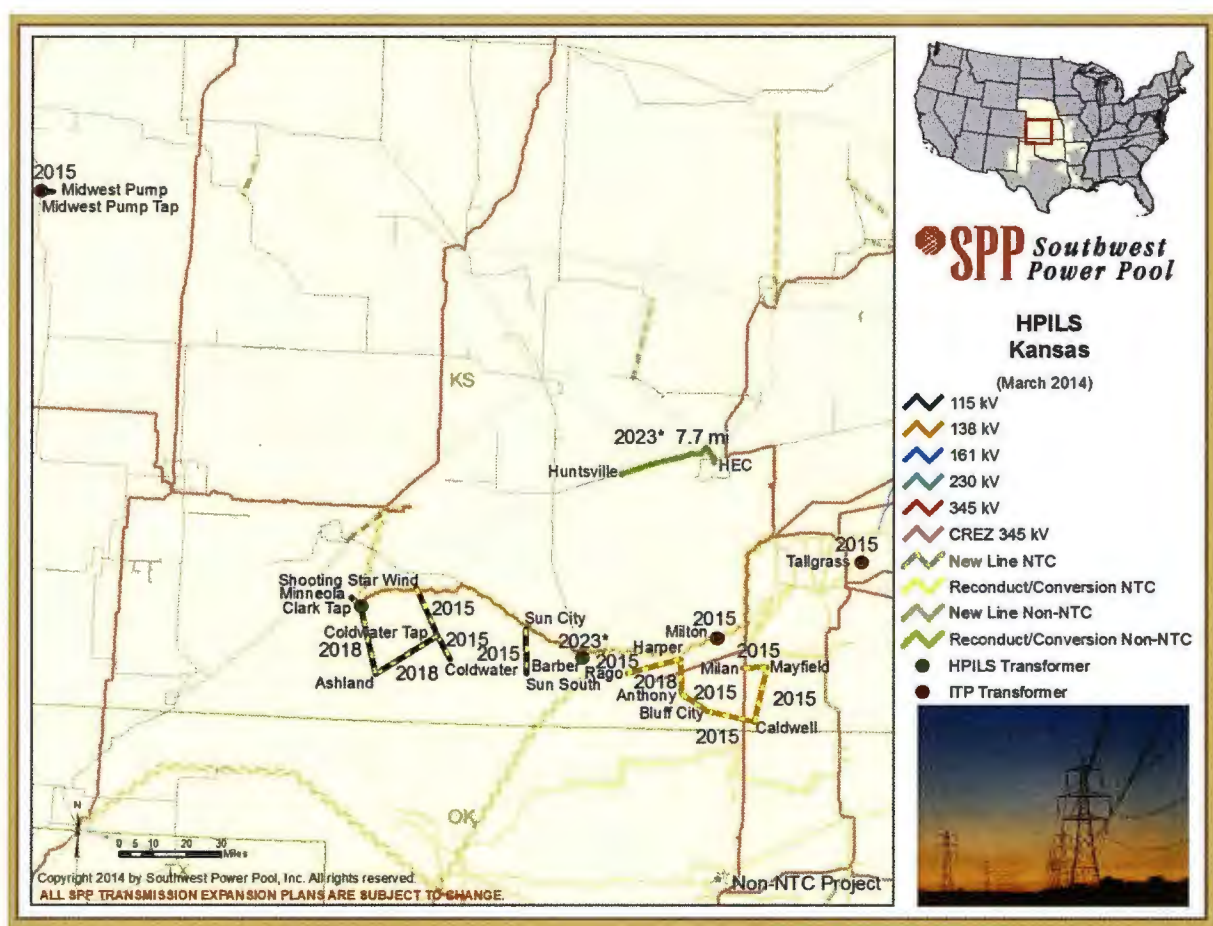 2015
Midwest Pump
Midwest Pump Tap
KS
2023* 7.7 mi
Huntsville
HEC
2015
Tallgrass
Shooting Star Wind
Minneola
Clark Tap
2015
Sun City
2015
Milton
Coldwater Tap
2015
2023*
Harper
2015
2018
Coldwater
2015
Barber
2015
Rago
Milan
Mayfield
Ashland
2018
Sun South
2018
Anthony
2015
2015
Bluff City
2015
Caldwell
OK
N
0 5 10 20 30
Miles
TX
Copyright 2014 by Southwest Power Pool, Inc. All rights reserved.
ALL SPP TRANSMISSION EXPANSION PLANS ARE SUBJECT TO CHANGE.
* Non-NTC Project
SPP Southwest
Power Pool
HPILS
Kansas
(March 2014)
115 kV
138 kV
161 kV
230 kV
345 kV
CREZ 345 kV
New Line NTC
Reconduct/Conversion NTC
New Line Non-NTC
Reconduct/Conversion Non-NTC
HPILS Transformer
ITP Transformer